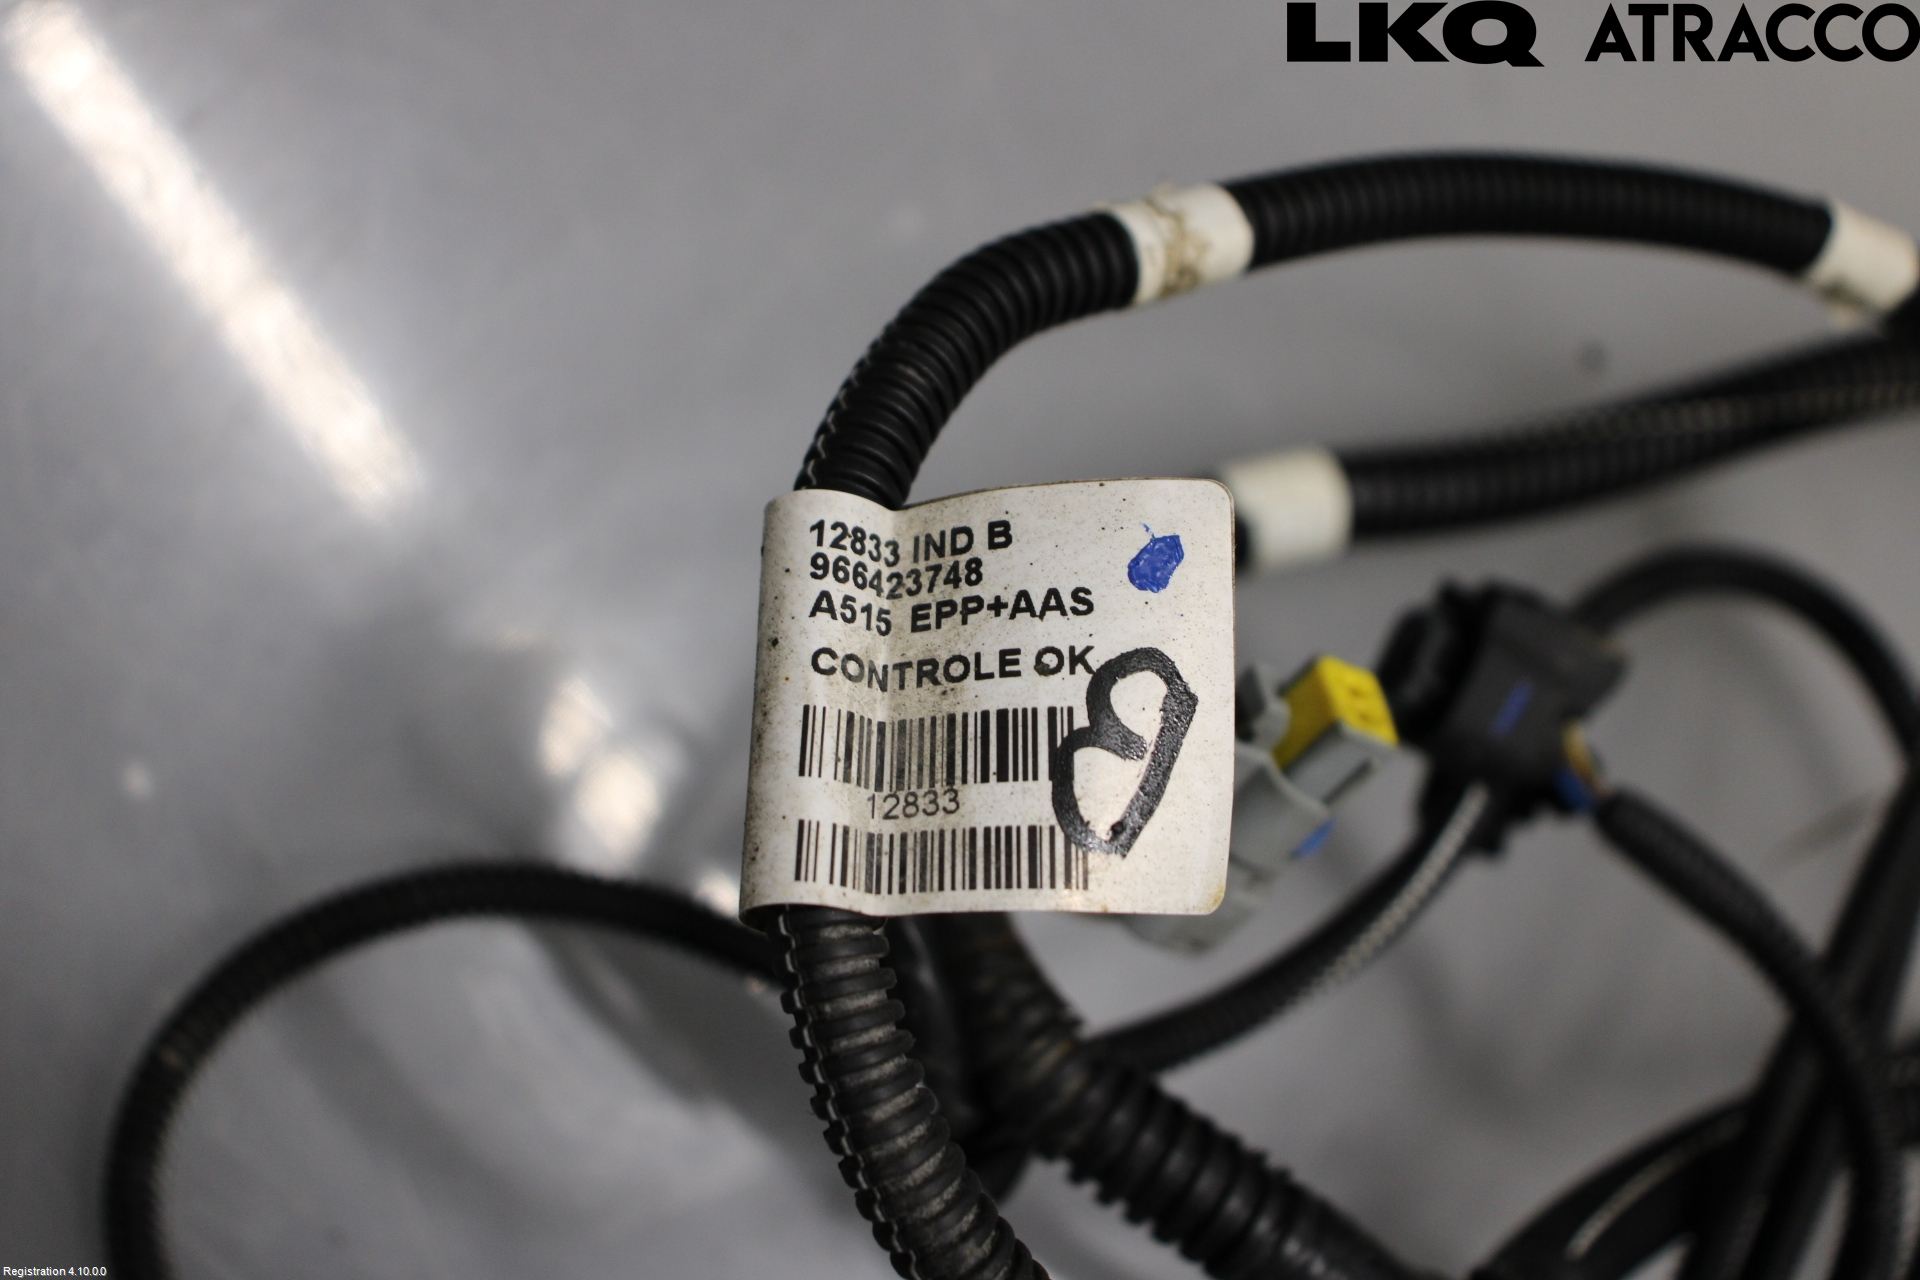 LKQ ATRACCO
12833 IND B
966423748
A515 EPP+AAS
CONTROLE OK
B
12833
Registration 4.10.0.0